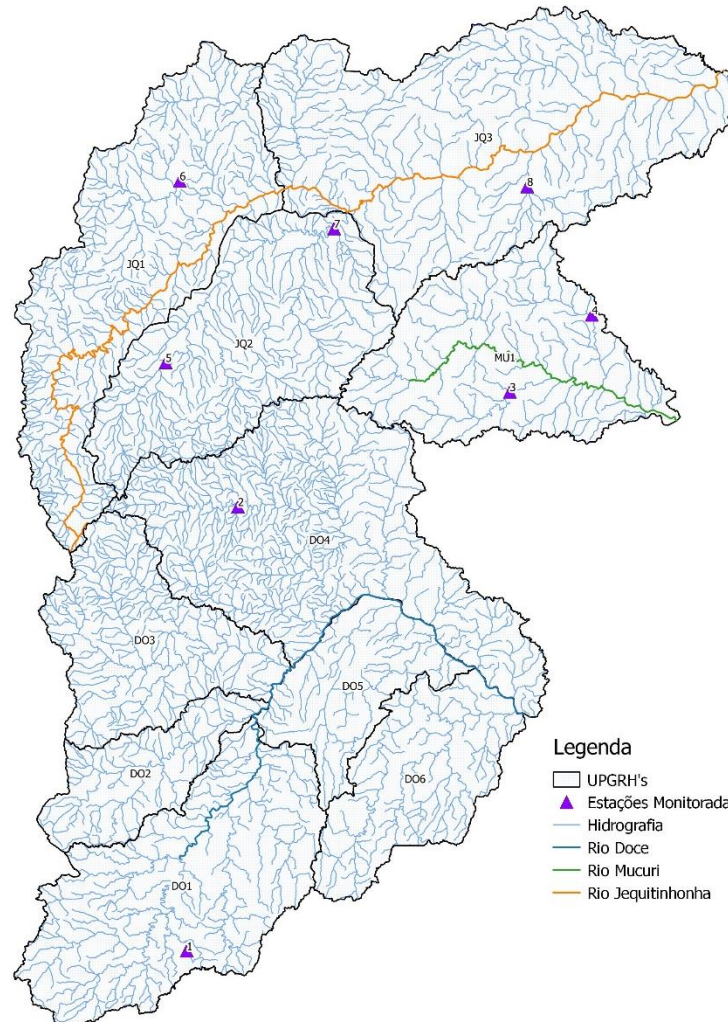 6
JQ3
8
7
JQ1
4
JQ2
MU1
5
3
2
DO4
DO3
DO5
DO2
DO6
DO1
1
Legenda
UPGRH's
Estações Monitorada
Hidrografia
Rio Doce
Rio Mucuri
Rio Jequitinhonha